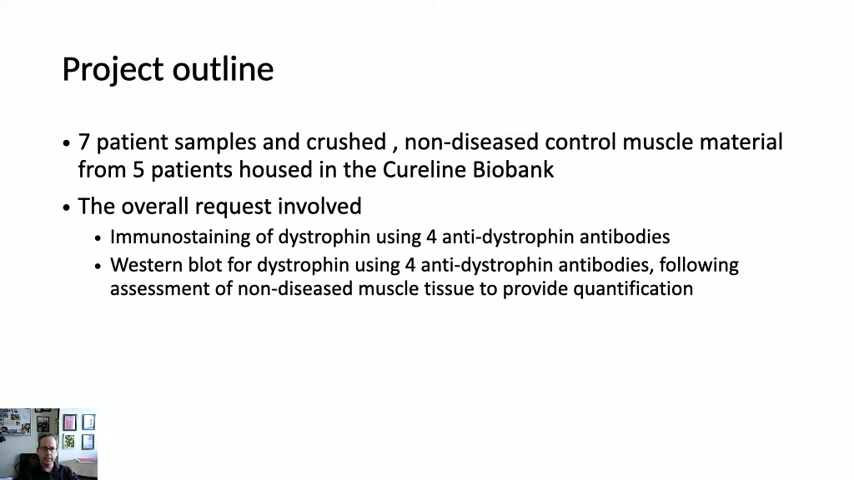 Project outline
• 7 patient samples and crushed , non-diseased control muscle material
from 5 patients housed in the Cureline Biobank
• The overall request involved
• Immunostaining of dystrophin using 4 anti-dystrophin antibodies
• Western blot for dystrophin using 4 anti-dystrophin antibodies, following
assessment of non-diseased muscle tissue to provide quantification